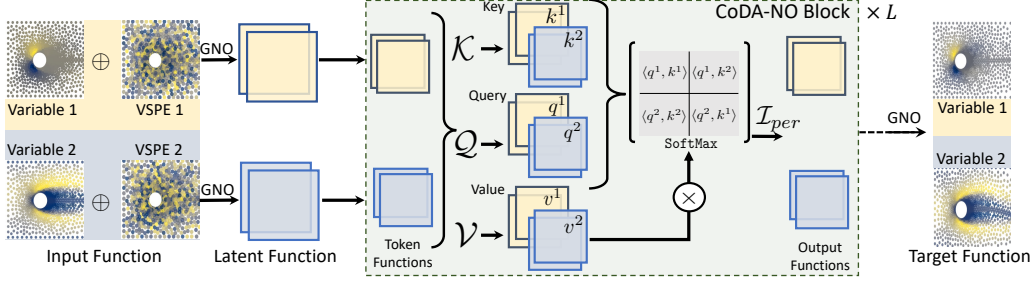 Variable 1
⊕
VSPE 1
GNO
Variable 2
⊕
VSPE 2
GNO
Input Function
Latent Function
CoDA-NO Block
× L
Token
Functions
𝒦
Key
k¹
k²
𝒬
Query
q¹
q²
𝒱
Value
v¹
v²
⟨q¹, k¹⟩ ⟨q¹, k²⟩
⟨q², k²⟩ ⟨q², k¹⟩
SoftMax
×
ℐ_per
Output
Functions
GNO
Variable 1
Variable 2
Target Function